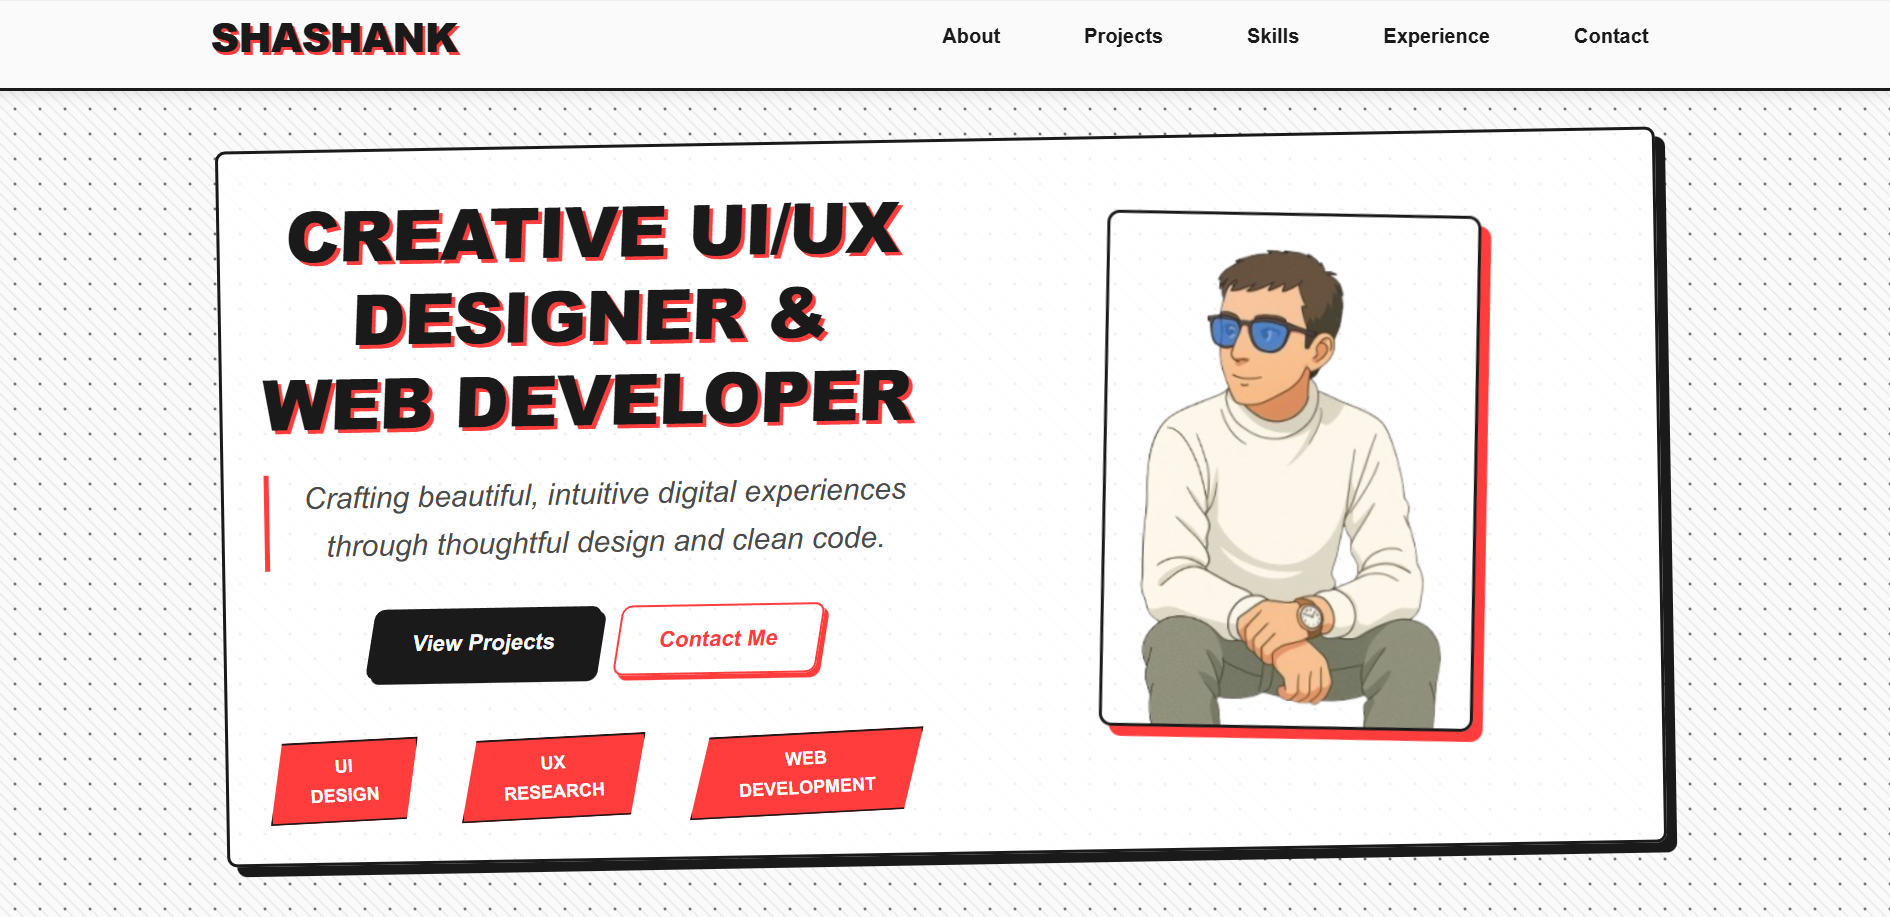 SHASHANK
About Projects Skills Experience Contact
CREATIVE UI/UX
DESIGNER &
WEB DEVELOPER
Crafting beautiful, intuitive digital experiences
through thoughtful design and clean code.
View Projects
Contact Me
UI
DESIGN
UX
RESEARCH
WEB
DEVELOPMENT